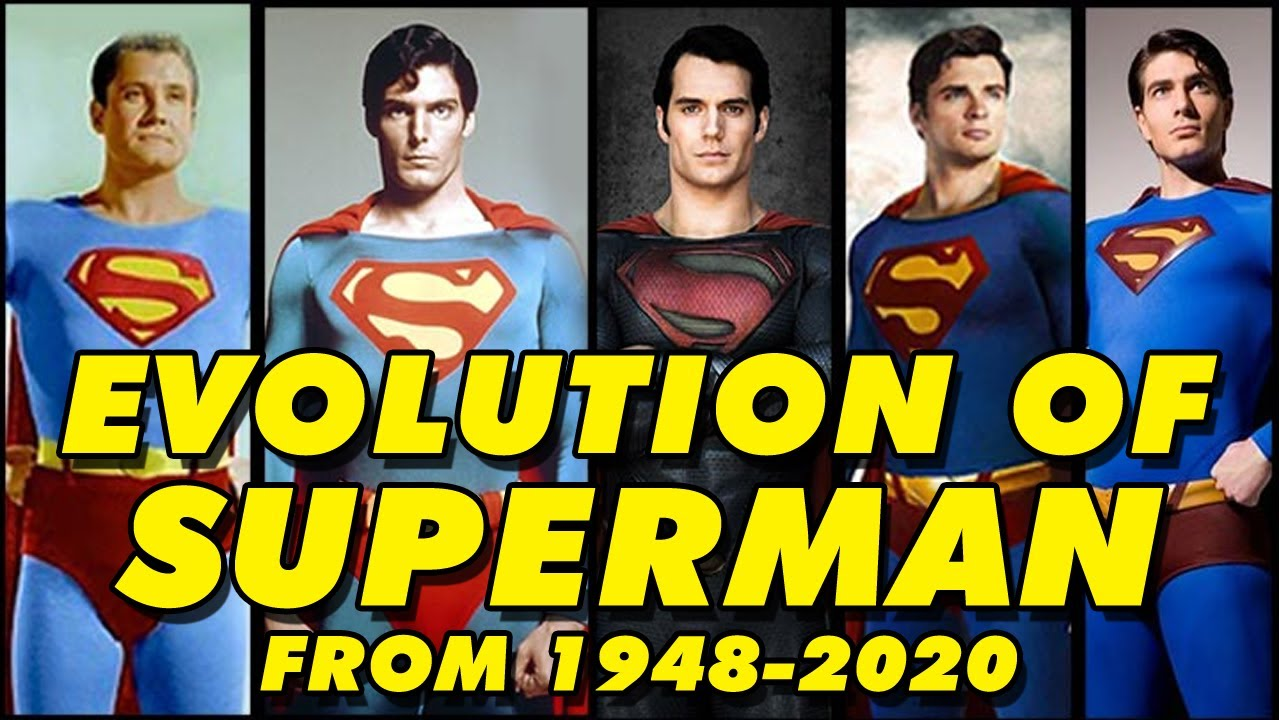 EVOLUTION OF
SUPERMAN
FROM 1948-2020